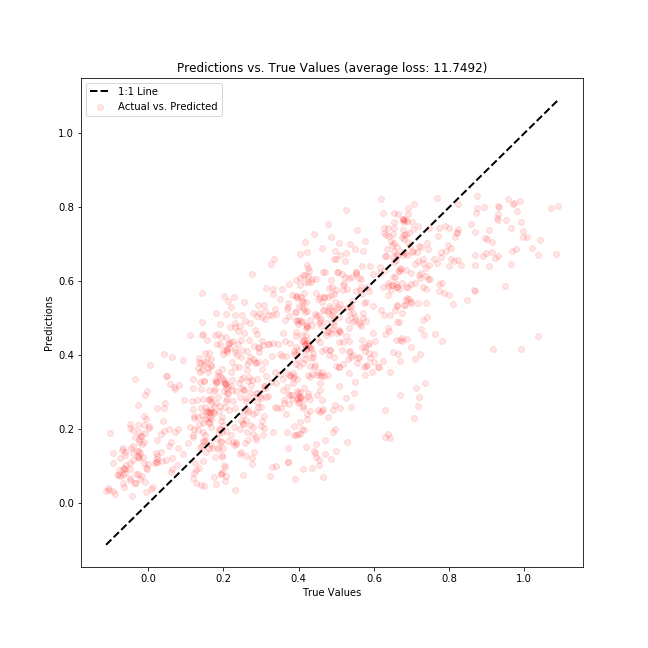 Predictions vs. True Values (average loss: 11.7492)
1:1 Line
Actual vs. Predicted
1.0
0.8
0.6
0.4
0.2
0.0
Predictions
0.0 0.2 0.4 0.6 0.8 1.0
True Values